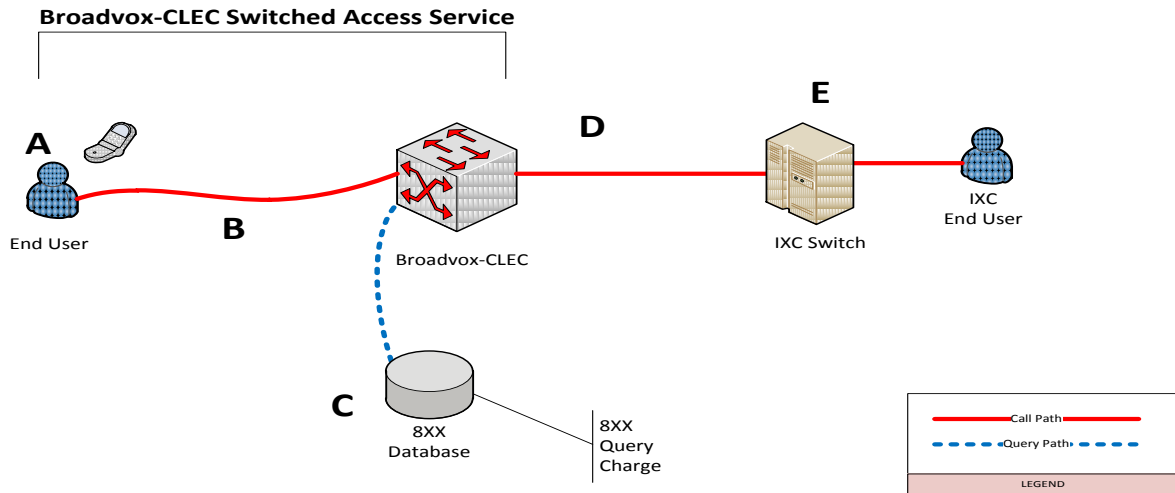 Broadvox-CLEC Switched Access Service
A
B
C
D
E
End User
Broadvox-CLEC
IXC Switch
IXC
End User
8XX
Database
8XX
Query
Charge
Call Path
Query Path
LEGEND